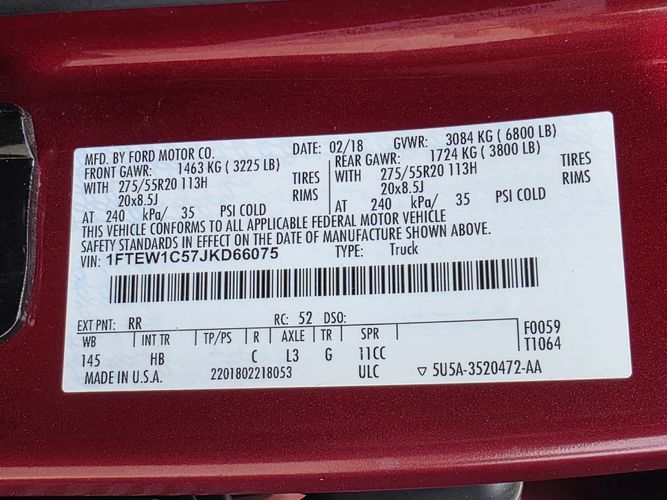 MFD. BY FORD MOTOR CO. DATE: 02/18 GVWR: 3084 KG ( 6800 LB)
FRONT GAWR: 1463 KG ( 3225 LB) REAR GAWR: 1724 KG ( 3800 LB)
WITH 275/55R20 113H TIRES WITH 275/55R20 113H TIRES
20x8.5J RIMS 20x8.5J RIMS
AT 240 kPa/ 35 PSI COLD AT 240 kPa/ 35 PSI COLD
THIS VEHICLE CONFORMS TO ALL APPLICABLE FEDERAL MOTOR VEHICLE
SAFETY STANDARDS IN EFFECT ON THE DATE OF MANUFACTURE SHOWN ABOVE.
VIN: 1FTEW1C57JKD66075 TYPE: Truck
EXT PNT: RR RC: 52 DSO: F0059
WB INT TR TP/PS R AXLE TR SPR T1064
145 HB C L3 G 11CC
MADE IN U.S.A. 2201802218053 ULC ▽ 5U5A-3520472-AA